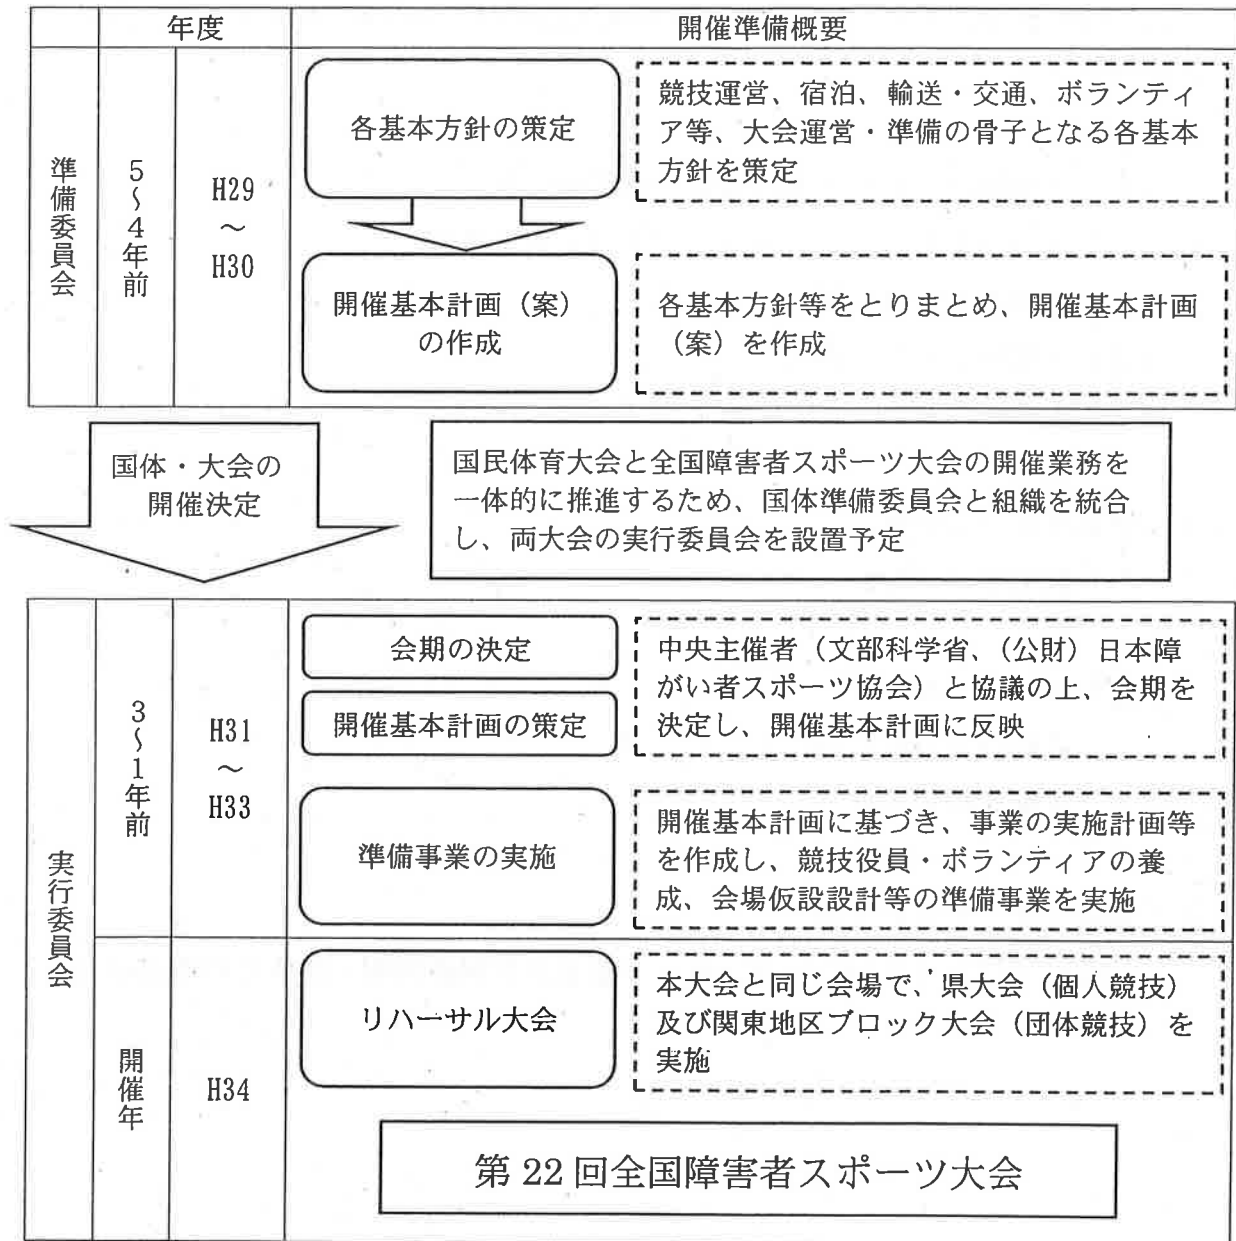 年度
開催準備概要
準備委員会
5～4年前
H29
～
H30
各基本方針の策定
競技運営、宿泊、輸送・交通、ボランティ
ア等、大会運営・準備の骨子となる各基本
方針を策定
開催基本計画（案）
の作成
各基本方針等をとりまとめ、開催基本計画
（案）を作成
国体・大会の
開催決定
国民体育大会と全国障害者スポーツ大会の開催業務を
一体的に推進するため、国体準備委員会と組織を統合
し、両大会の実行委員会を設置予定
実行委員会
3～1年前
H31
～
H33
会期の決定
開催基本計画の策定
中央主催者（文部科学省、（公財）日本障
がい者スポーツ協会）と協議の上、会期を
決定し、開催基本計画に反映
準備事業の実施
開催基本計画に基づき、事業の実施計画等
を作成し、競技役員・ボランティアの養
成、会場仮設設計等の準備事業を実施
開催年
H34
リハーサル大会
本大会と同じ会場で、県大会（個人競技）
及び関東地区ブロック大会（団体競技）を
実施
第 22 回全国障害者スポーツ大会